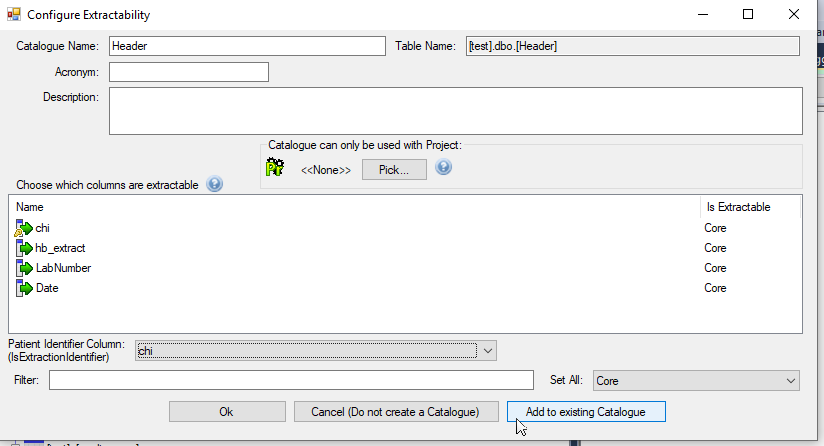 Configure Extractability
Catalogue Name: Header Table Name: [test].dbo.[Header]
Acronym:
Description:
Catalogue can only be used with Project:
<<None>> Pick...
Choose which columns are extractable
Name Is Extractable
chi Core
hb_extract Core
LabNumber Core
Date Core
Patient Identifier Column:
(IsExtractionIdentifier)
chi
Filter: Set All: Core
Ok Cancel (Do not create a Catalogue) Add to existing Catalogue